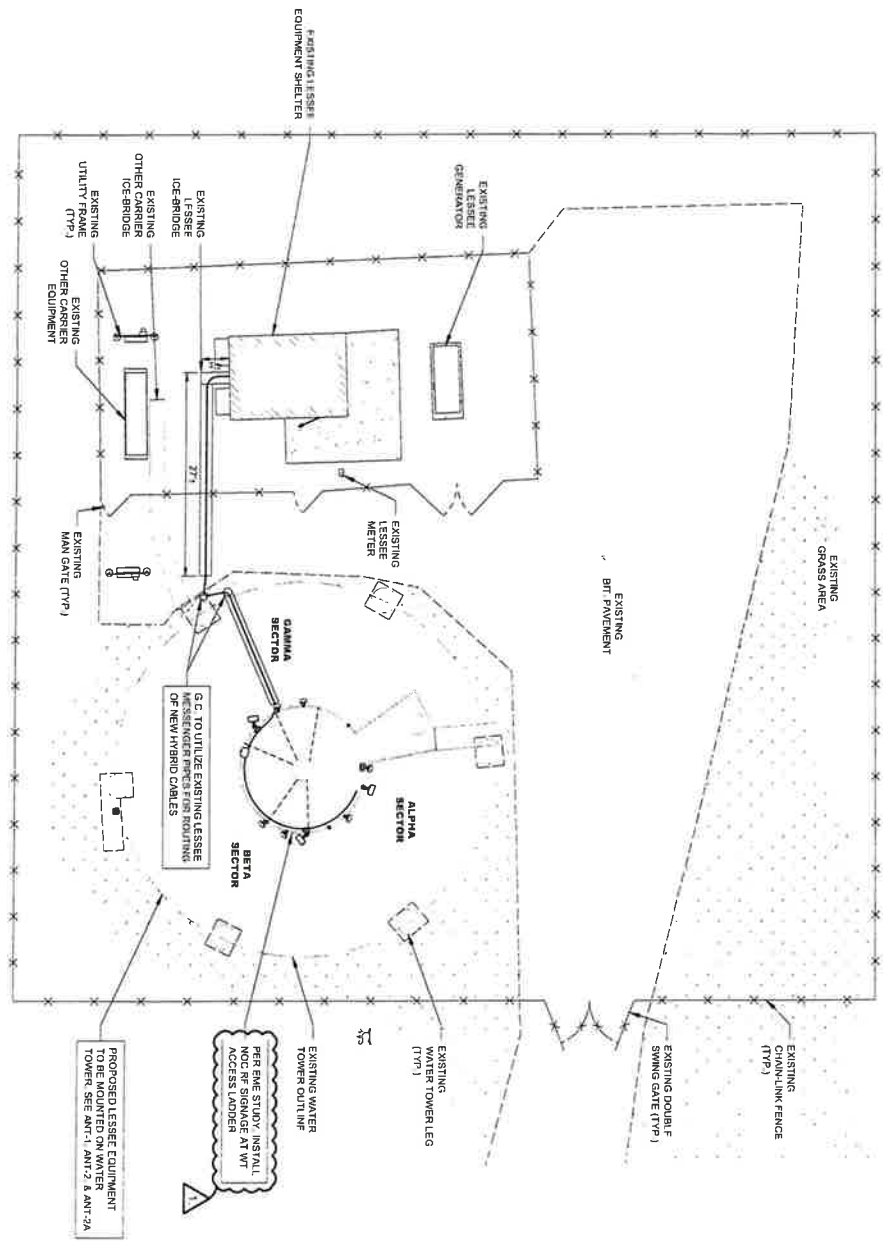 EXISTING LESSEE
EQUIPMENT SHELTER
EXISTING
LESSEE
GENERATOR
EXISTING
LESSEE
ICE-BRIDGE
EXISTING
OTHER CARRIER
ICE-BRIDGE
EXISTING
UTILITY FRAME
(TYP.)
EXISTING
OTHER CARRIER
EQUIPMENT
27'±
EXISTING
LESSEE
METER
EXISTING
MAN GATE (TYP.)
EXISTING
GRASS AREA
EXISTING
BIT. PAVEMENT
GAMMA
SECTOR
G.C. TO UTILIZE EXISTING LESSEE
MESSENGER PIPES FOR ROUTING
OF NEW HYBRID CABLES
ALPHA
SECTOR
BETA
SECTOR
EXISTING
CHAIN-LINK FENCE
(TYP.)
EXISTING DOUBLE
SWING GATE (TYP.)
EXISTING
WATER TOWER LEG
(TYP.)
EXISTING WATER
TOWER OUTLINE
PER EME STUDY, INSTALL
NOC RF SIGNAGE AT WT
ACCESS LADDER
1
PROPOSED LESSEE EQUIPMENT
TO BE MOUNTED ON WATER
TOWER. SEE ANT-1, ANT-2, & ANT-2A